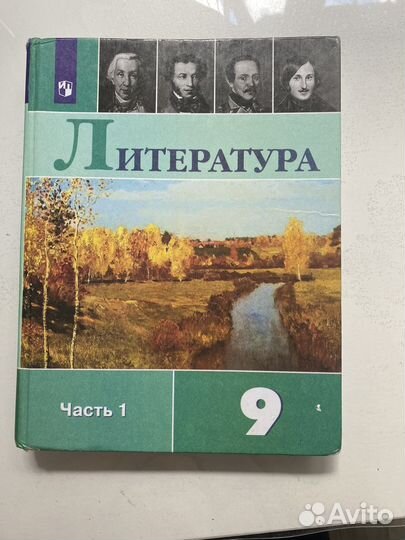 Литература
Часть 1
9
Avito